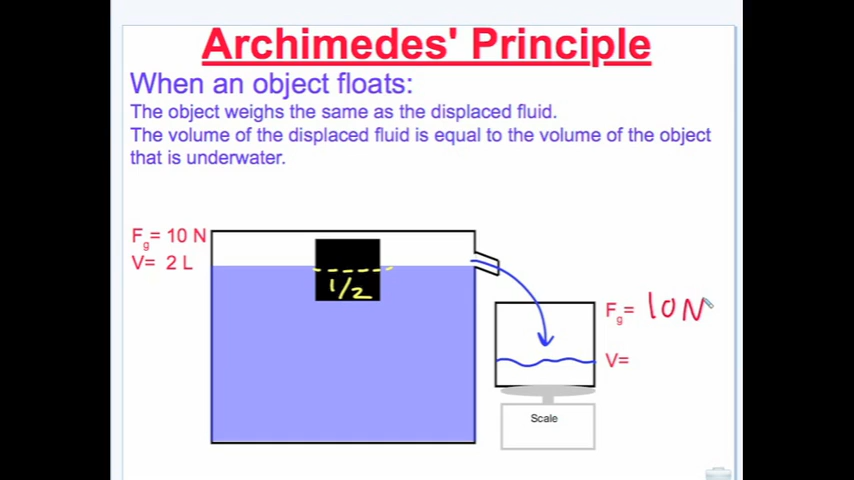 Archimedes' Principle
When an object floats:
The object weighs the same as the displaced fluid.
The volume of the displaced fluid is equal to the volume of the object
that is underwater.
Fg= 10 N
V= 2 L
1/2
Fg= 10N
V=
Scale